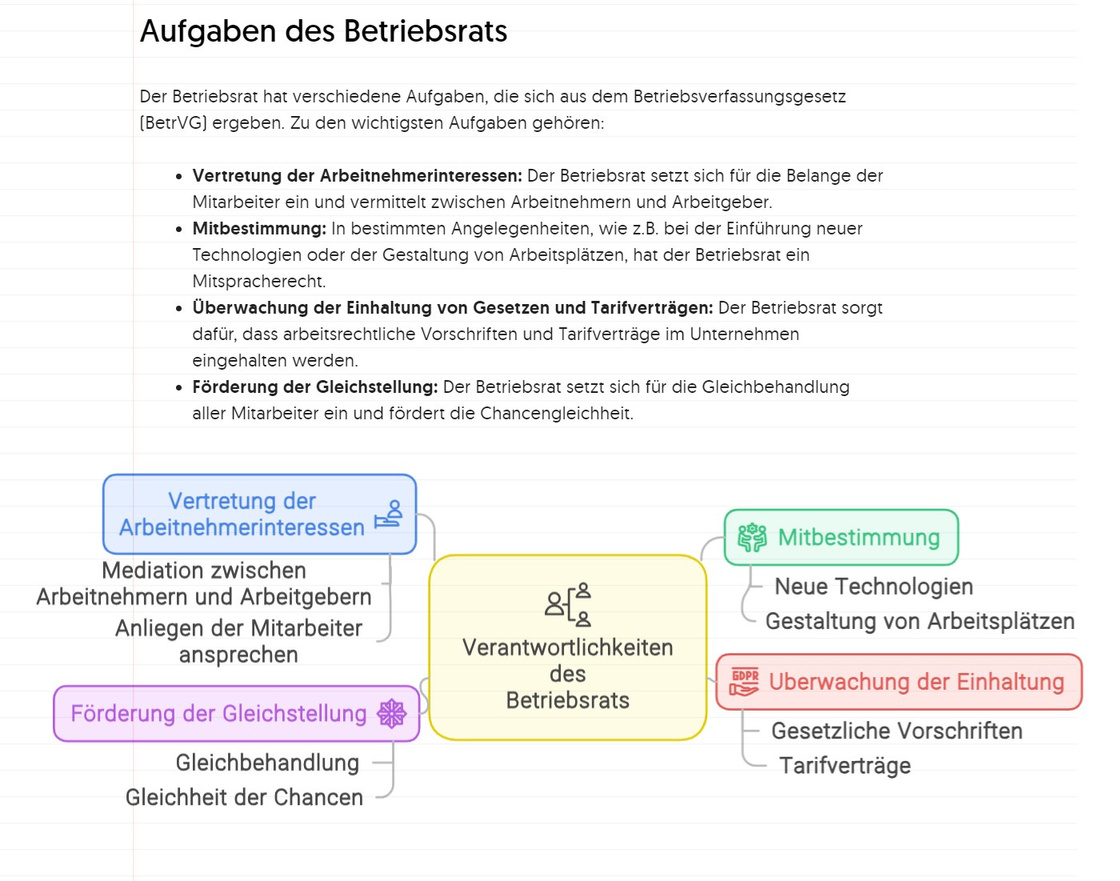 Aufgaben des Betriebsrats
Der Betriebsrat hat verschiedene Aufgaben, die sich aus dem Betriebsverfassungsgesetz
(BetrVG) ergeben. Zu den wichtigsten Aufgaben gehören:
• Vertretung der Arbeitnehmerinteressen: Der Betriebsrat setzt sich für die Belange der
Mitarbeiter ein und vermittelt zwischen Arbeitnehmern und Arbeitgeber.
• Mitbestimmung: In bestimmten Angelegenheiten, wie z.B. bei der Einführung neuer
Technologien oder der Gestaltung von Arbeitsplätzen, hat der Betriebsrat ein
Mitspracherecht.
• Überwachung der Einhaltung von Gesetzen und Tarifverträgen: Der Betriebsrat sorgt
dafür, dass arbeitsrechtliche Vorschriften und Tarifverträge im Unternehmen
eingehalten werden.
• Förderung der Gleichstellung: Der Betriebsrat setzt sich für die Gleichbehandlung
aller Mitarbeiter ein und fördert die Chancengleichheit.
Vertretung der
Arbeitnehmerinteressen
Mediation zwischen
Arbeitnehmern und Arbeitgebern
Anliegen der Mitarbeiter
ansprechen
Förderung der Gleichstellung
Gleichbehandlung
Gleichheit der Chancen
Verantwortlichkeiten
des
Betriebsrats
Mitbestimmung
Neue Technologien
Gestaltung von Arbeitsplätzen
GDPR
Uberwachung der Einhaltung
Gesetzliche Vorschriften
Tarifverträge